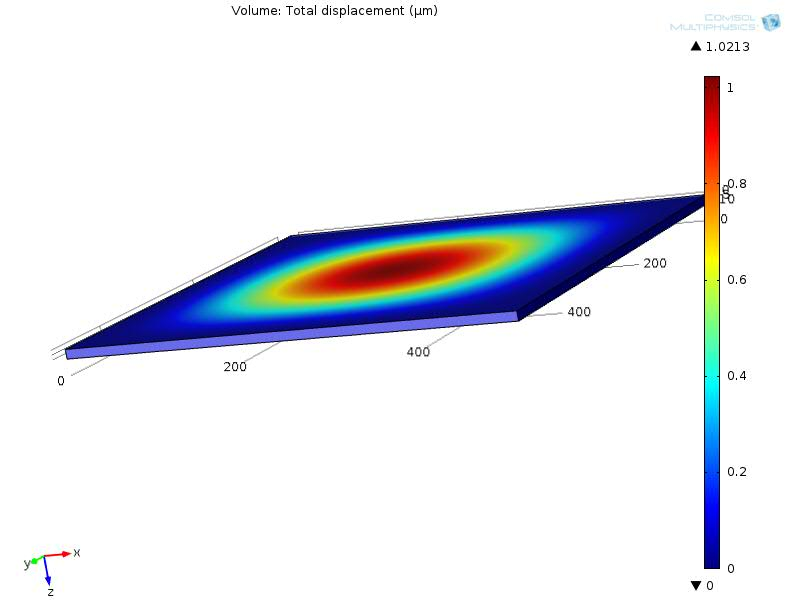 Volume: Total displacement (µm)
COMSOL
MULTIPHYSICS
▲ 1.0213
1
0.8
10
0
200
0.6
400
400
200
0
0.4
0.2
0
▼ 0
y
x
z